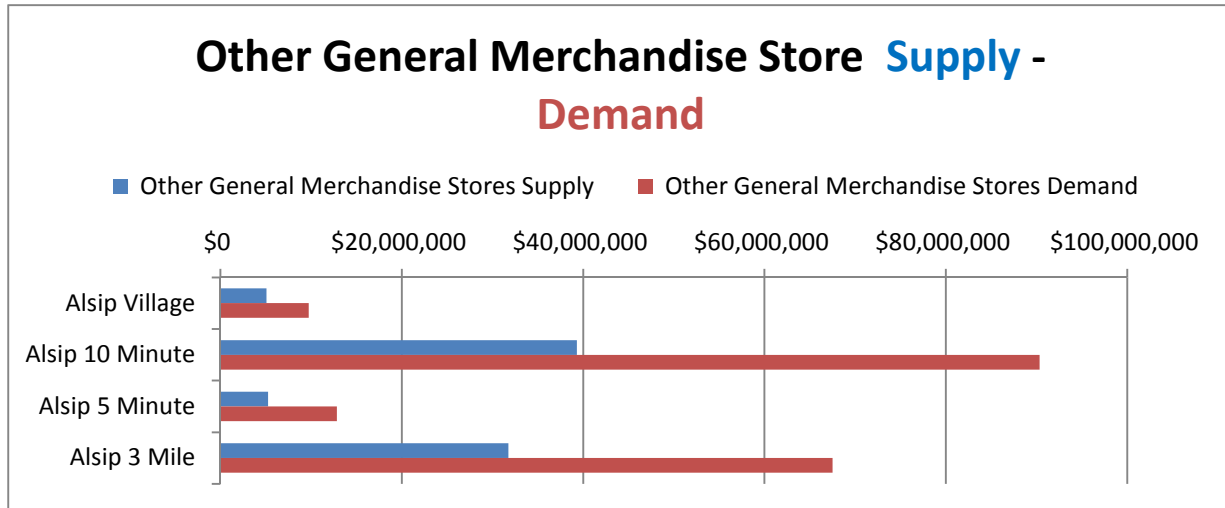 Other General Merchandise Store Supply -
Demand
Other General Merchandise Stores Supply Other General Merchandise Stores Demand
$0 $20,000,000 $40,000,000 $60,000,000 $80,000,000 $100,000,000
Alsip Village
Alsip 10 Minute
Alsip 5 Minute
Alsip 3 Mile